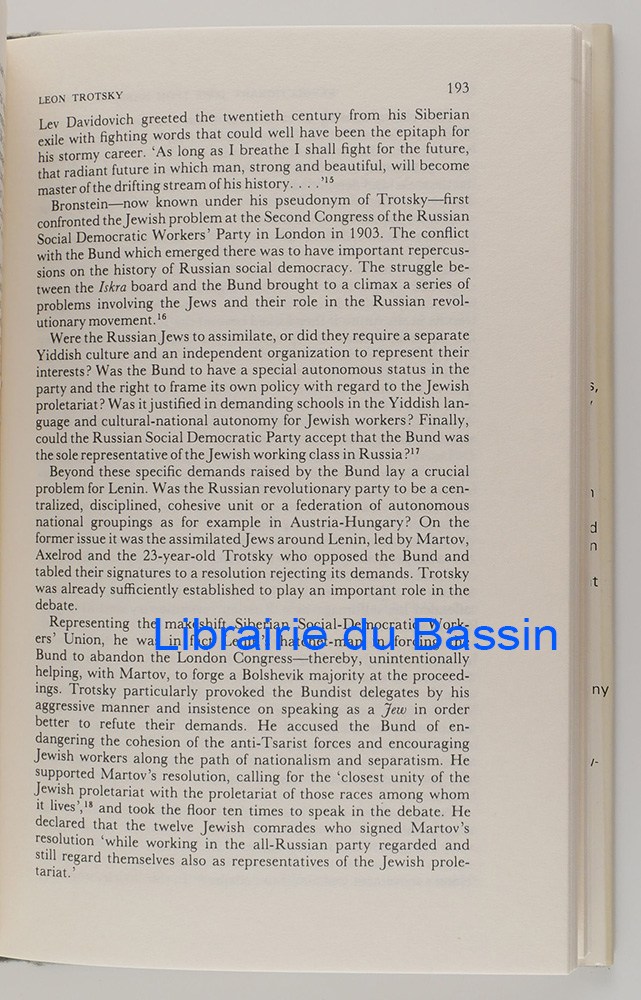 LEON TROTSKY
193
Lev Davidovich greeted the twentieth century from his Siberian
exile with fighting words that could well have been the epitaph for
his stormy career. ‘As long as I breathe I shall fight for the future,
that radiant future in which man, strong and beautiful, will become
master of the drifting stream of his history. . . .’¹⁵
Bronstein—now known under his pseudonym of Trotsky—first
confronted the Jewish problem at the Second Congress of the Russian
Social Democratic Workers’ Party in London in 1903. The conflict
with the Bund which emerged there was to have important repercus-
sions on the history of Russian social democracy. The struggle be-
tween the Iskra board and the Bund brought to a climax a series of
problems involving the Jews and their role in the Russian revol-
utionary movement.¹⁶
Were the Russian Jews to assimilate, or did they require a separate
Yiddish culture and an independent organization to represent their
interests? Was the Bund to have a special autonomous status in the
party and the right to frame its own policy with regard to the Jewish
proletariat? Was it justified in demanding schools in the Yiddish lan-
guage and cultural-national autonomy for Jewish workers? Finally,
could the Russian Social Democratic Party accept that the Bund was
the sole representative of the Jewish working class in Russia?¹⁷
Beyond these specific demands raised by the Bund lay a crucial
problem for Lenin. Was the Russian revolutionary party to be a cen-
tralized, disciplined, cohesive unit or a federation of autonomous
national groupings as for example in Austria-Hungary? On the
former issue it was the assimilated Jews around Lenin, led by Martov,
Axelrod and the 23-year-old Trotsky who opposed the Bund and
tabled their signatures to a resolution rejecting its demands. Trotsky
was already sufficiently established to play an important role in the
debate.
Representing the makeshift Siberian Social-Democratic Work-
ers’ Union, he was in fact Lenin’s hatchet-man in forcing the
Librairie du Bassin
Bund to abandon the London Congress—thereby, unintentionally
helping, with Martov, to forge a Bolshevik majority at the proceed-
ings. Trotsky particularly provoked the Bundist delegates by his
aggressive manner and insistence on speaking as a Jew in order
better to refute their demands. He accused the Bund of en-
dangering the cohesion of the anti-Tsarist forces and encouraging
Jewish workers along the path of nationalism and separatism. He
supported Martov’s resolution, calling for the ‘closest unity of the
Jewish proletariat with the proletariat of those races among whom
it lives’,¹⁸ and took the floor ten times to speak in the debate. He
declared that the twelve Jewish comrades who signed Martov’s
resolution ‘while working in the all-Russian party regarded and
still regard themselves also as representatives of the Jewish prole-
tariat.’
ny